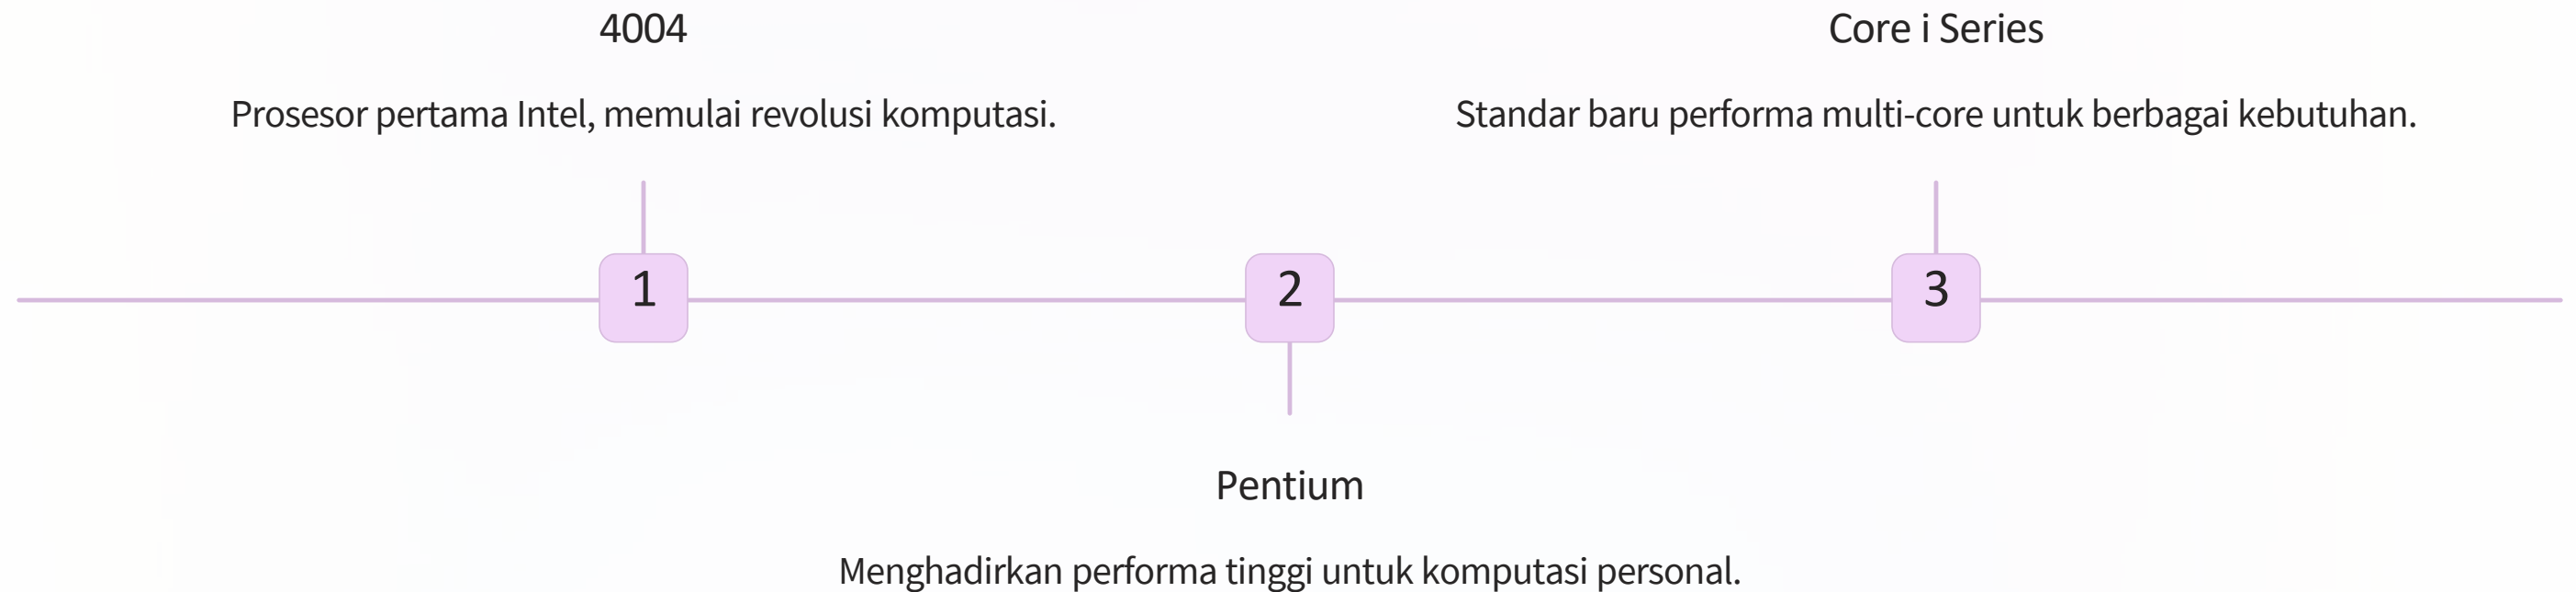 4004
Prosesor pertama Intel, memulai revolusi komputasi.
1
2
Pentium
Menghadirkan performa tinggi untuk komputasi personal.
Core i Series
Standar baru performa multi-core untuk berbagai kebutuhan.
3